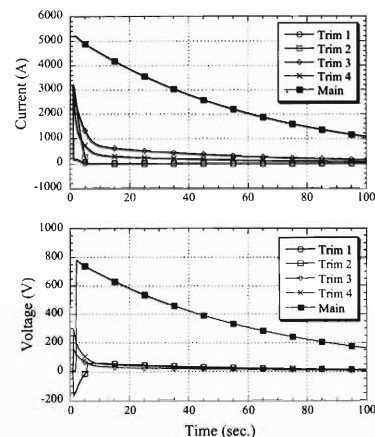 6000
5000
4000
3000
2000
1000
0
-1000
Current (A)
Trim 1
Trim 2
Trim 3
Trim 4
Main
0 20 40 60 80 100
1000
800
600
400
200
0
-200
Voltage (V)
Trim 1
Trim 2
Trim 3
Trim 4
Main
0 20 40 60 80 100
Time (sec.)